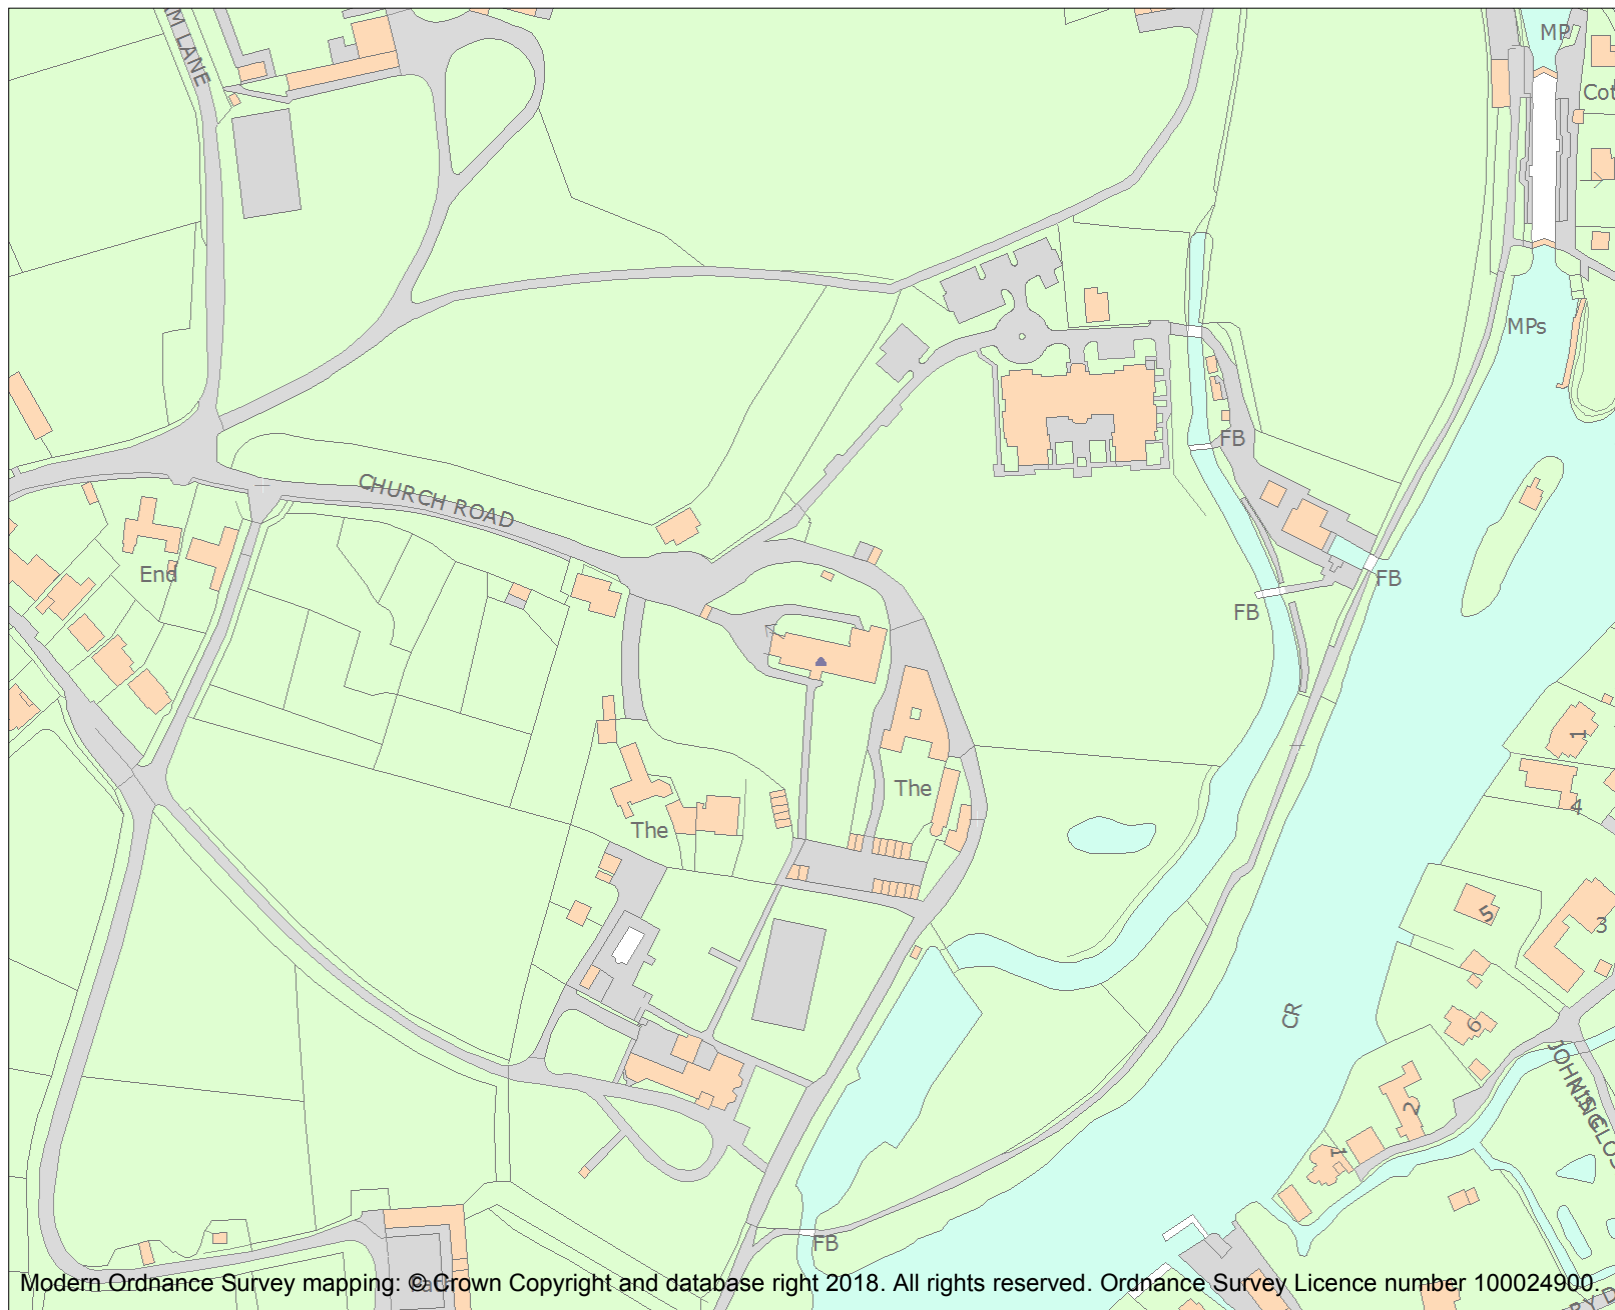 MP
Cot
MPs
FB
CHURCH ROAD
End
FB
FB
1
The
4
The
5
3
CR
6
2
1
FB
Modern Ordnance Survey mapping: © Crown Copyright and database right 2018. All rights reserved. Ordnance Survey Licence number 100024900.